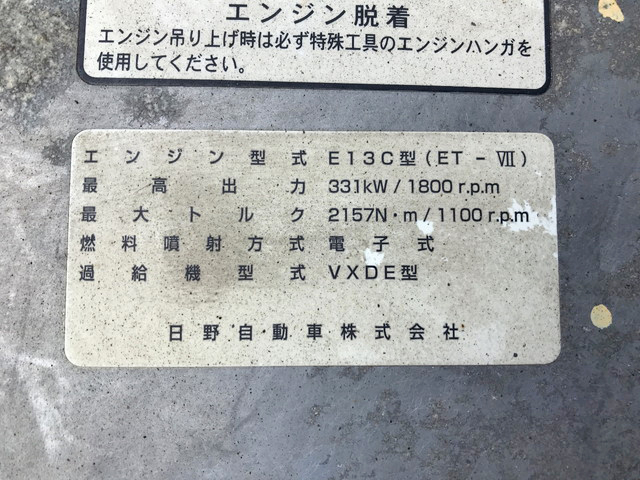 エンジン脱着
エンジン吊り上げ時は必ず特殊工具のエンジンハンガを
使用してください。
エンジン型式 E13C型(ET-Ⅶ)
最高出力 331kW/1800r.p.m
最大トルク 2157N・m/1100r.p.m
燃料噴射方式 電子式
過給機型式 VXDE型
日野自動車株式会社